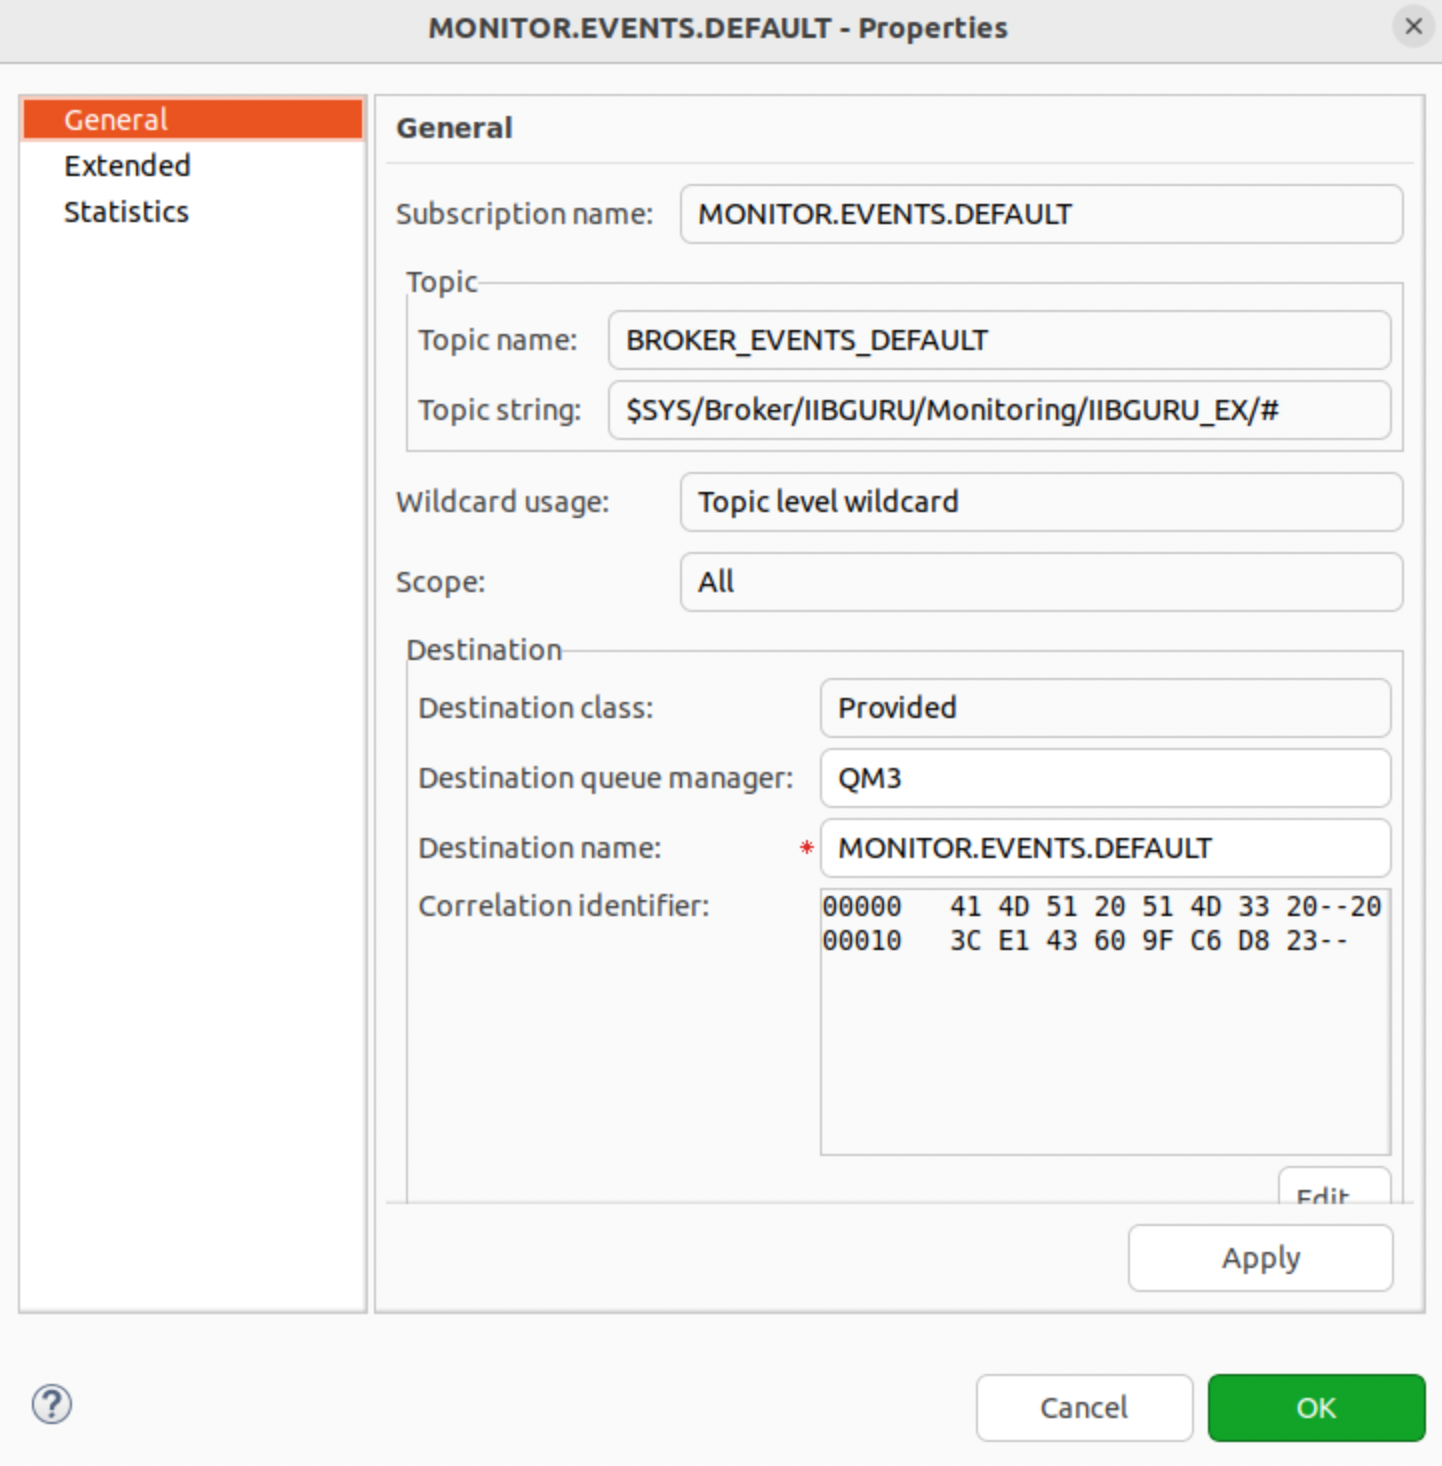 MONITOR.EVENTS.DEFAULT - Properties
General
Extended
Statistics
General
Subscription name: MONITOR.EVENTS.DEFAULT
Topic
Topic name: BROKER_EVENTS_DEFAULT
Topic string: $SYS/Broker/IIBGURU/Monitoring/IIBGURU_EX/#
Wildcard usage: Topic level wildcard
Scope: All
Destination
Destination class: Provided
Destination queue manager: QM3
Destination name: * MONITOR.EVENTS.DEFAULT
Correlation identifier: 00000 41 4D 51 20 51 4D 33 20--20
00010 3C E1 43 60 9F C6 D8 23--
Edit
Apply
? Cancel OK